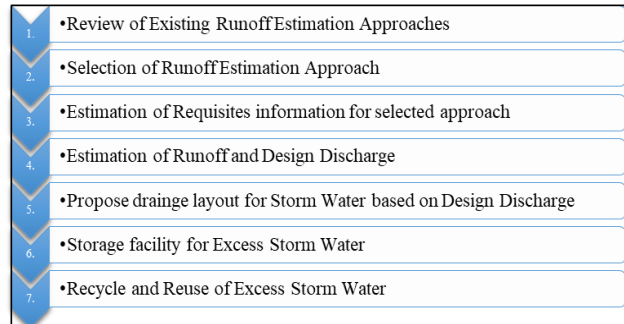 1. •Review of Existing Runoff Estimation Approaches
2. •Selection of Runoff Estimation Approach
3. •Estimation of Requisites information for selected approach
4. •Estimation of Runoff and Design Discharge
5. •Propose drainge layout for Storm Water based on Design Discharge
6. •Storage facility for Excess Storm Water
7. •Recycle and Reuse of Excess Storm Water